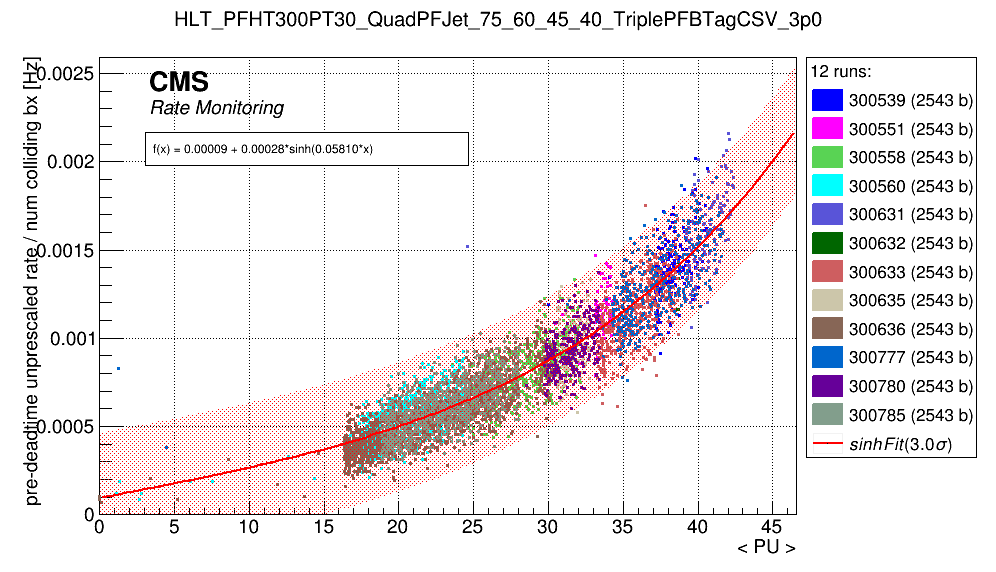 HLT_PFHT300PT30_QuadPFJet_75_60_45_40_TriplePFBTagCSV_3p0
pre-deadtime unprescaled rate / num colliding bx [Hz]
0.0025
0.002
0.0015
0.001
0.0005
0
CMS
Rate Monitoring
f(x) = 0.00009 + 0.00028*sinh(0.05810*x)
0 5 10 15 20 25 30 35 40 45
< PU >
12 runs:
300539 (2543 b)
300551 (2543 b)
300558 (2543 b)
300560 (2543 b)
300631 (2543 b)
300632 (2543 b)
300633 (2543 b)
300635 (2543 b)
300636 (2543 b)
300777 (2543 b)
300780 (2543 b)
300785 (2543 b)
sinhFit(3.0σ)